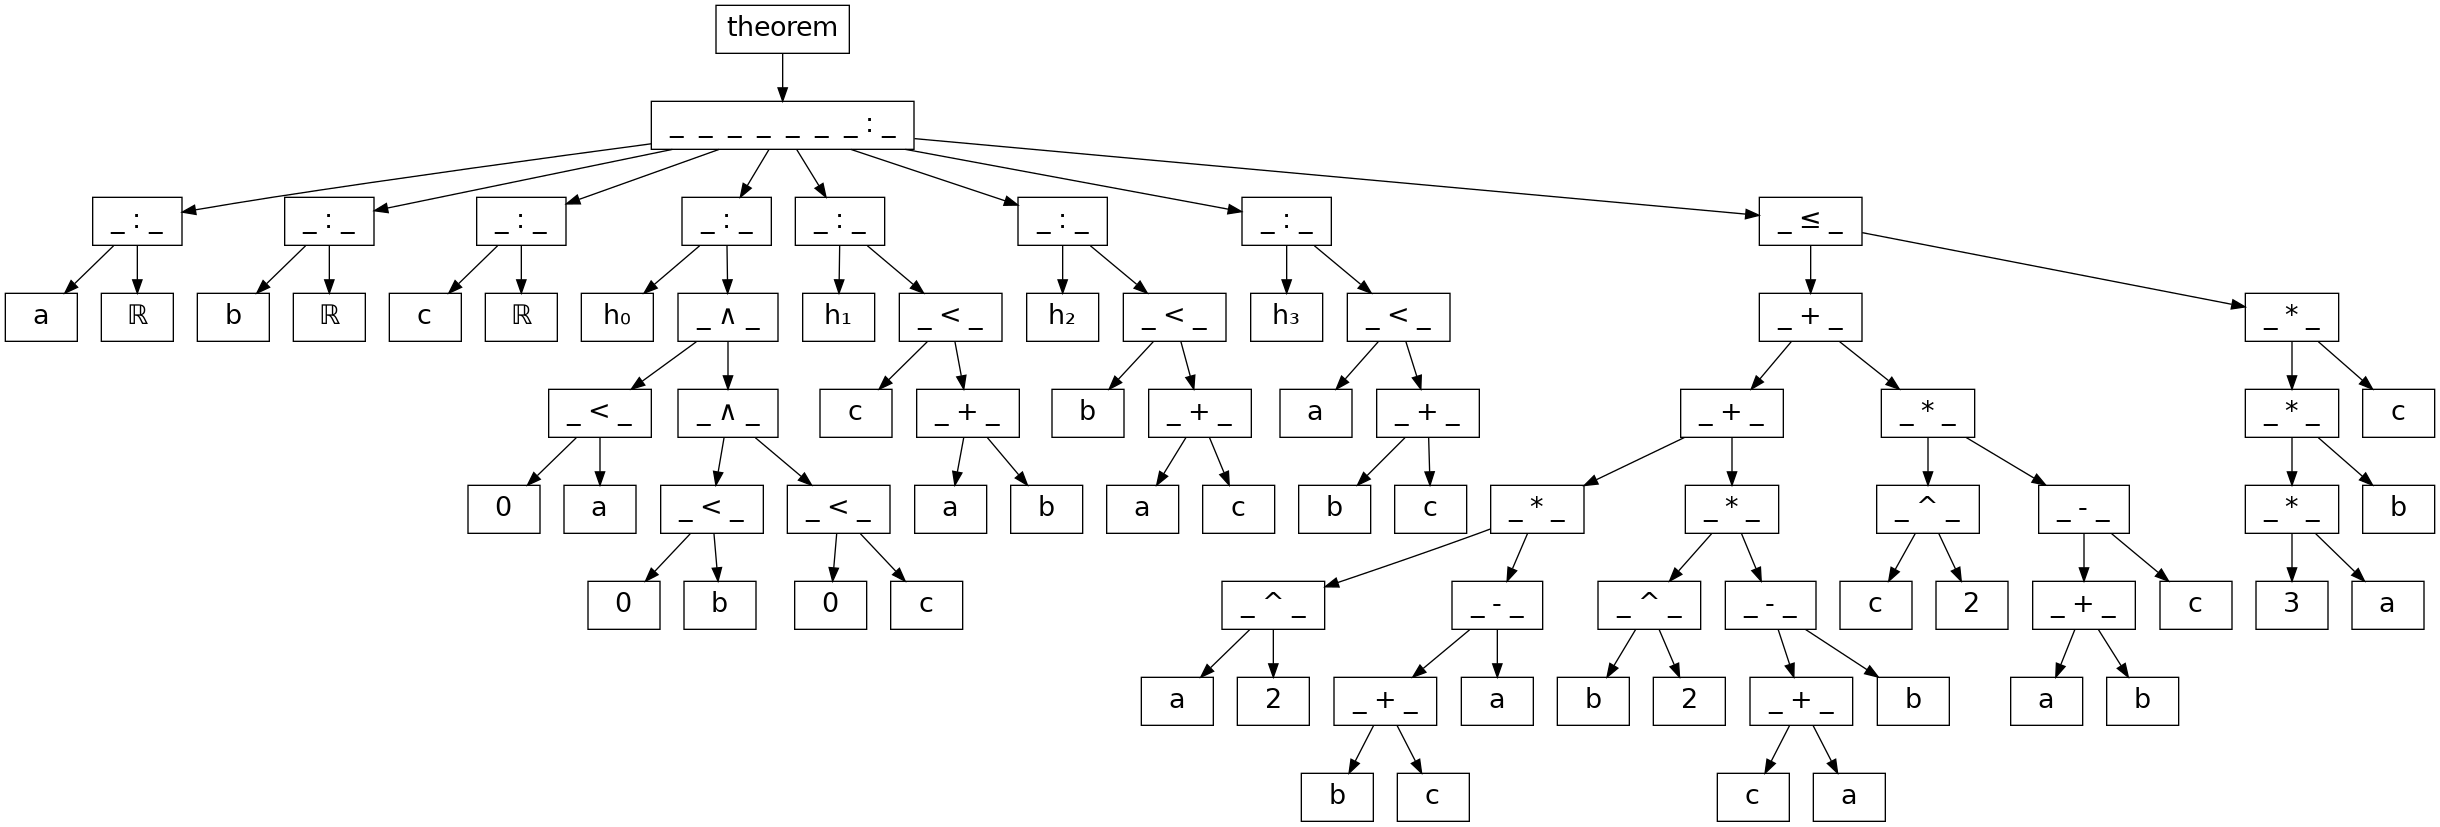 theorem
_ _ _ _ _ _ _ : _
_ : _ _ : _ _ : _ _ : _ _ : _ _ : _ _ : _ _ ≤ _
a ℝ b ℝ c ℝ h₀ _ ∧ _ h₁ _ < _ h₂ _ < _ h₃ _ < _ _ + _ _ * _
_ < _ _ ∧ _ c _ + _ b _ + _ a _ + _ _ + _ _ * _ _ * _ c
0 a _ < _ _ < _ a b a c b c _ * _ _ * _ _ ^ _ _ - _ _ * _ b
0 b 0 c _ ^ _ _ - _ _ ^ _ _ - _ c 2 _ + _ c 3 a
a 2 _ + _ a b 2 _ + _ b a b
b c c a